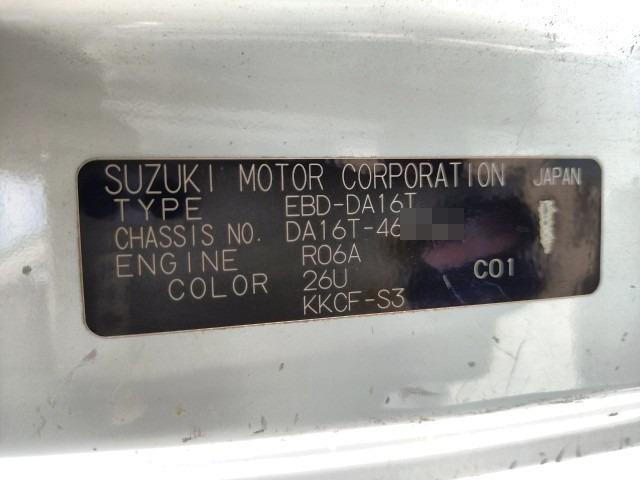 SUZUKI MOTOR CORPORATION JAPAN
TYPE EBD-DA16T
CHASSIS NO. DA16T-46
ENGINE R06A
COLOR 26U C01
KKCF-S3